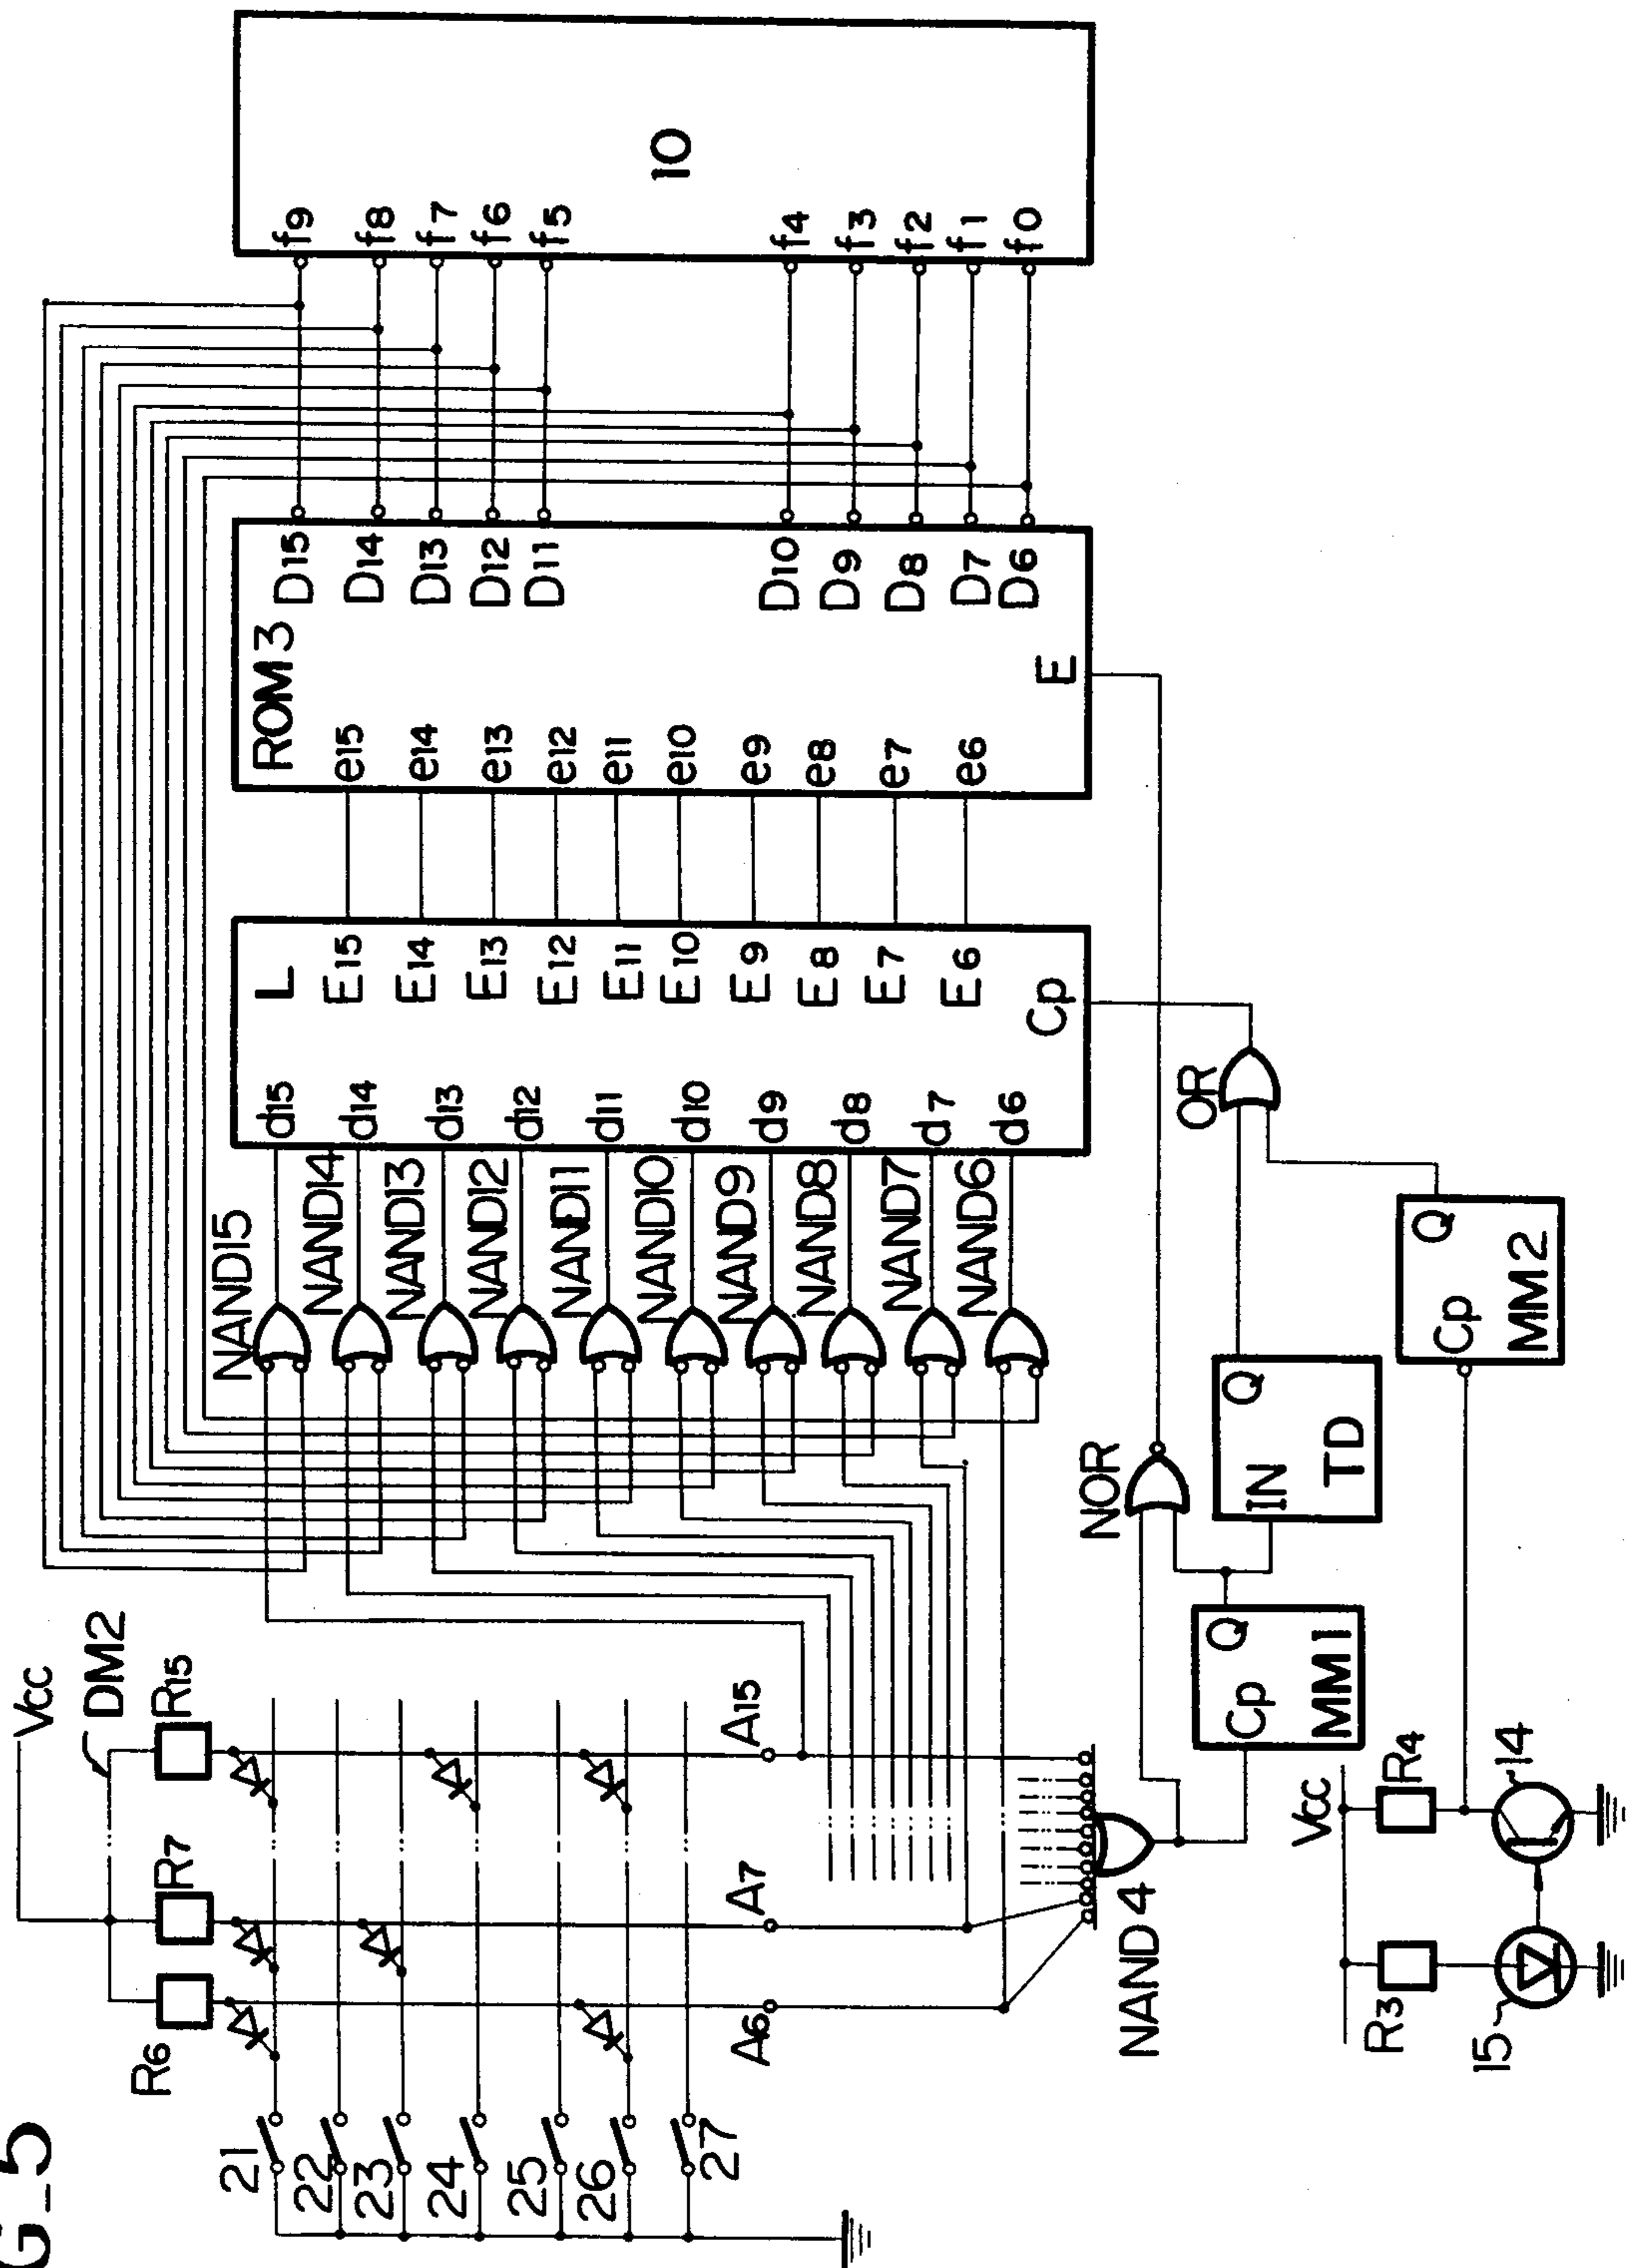 G_5
Vcc
DM2
R6
R7
R15
21
22
23
24
25
26
27
A6
A7
A15
NAND4
NAND15
NAND14
NAND13
NAND12
NAND11
NAND10
NAND9
NAND8
NAND7
NAND6
L
d15
d14
d13
d12
d11
d10
d9
d8
d7
d6
E15
E14
E13
E12
E11
E10
E9
E8
E7
E6
Cp
ROM3
e15
e14
e13
e12
e11
e10
e9
e8
e7
e6
D15
D14
D13
D12
D11
D10
D9
D8
D7
D6
E
10
f9
f8
f7
f6
f5
f4
f3
f2
f1
f0
NOR
OR
Cp
Q
MM1
IN
Q
TD
Cp
Q
MM2
Vcc
R3
R4
15
14